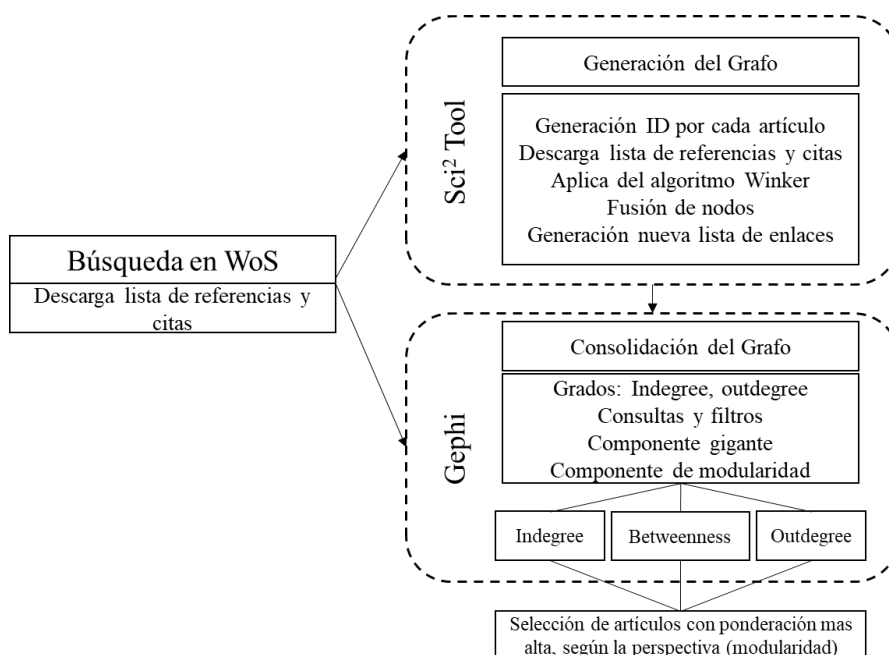 Búsqueda en WoS
Descarga lista de referencias y
citas
Sci² Tool
Generación del Grafo
Generación ID por cada artículo
Descarga lista de referencias y citas
Aplica del algoritmo Winker
Fusión de nodos
Generación nueva lista de enlaces
Gephi
Consolidación del Grafo
Grados: Indegree, outdegree
Consultas y filtros
Componente gigante
Componente de modularidad
Indegree
Betweenness
Outdegree
Selección de artículos con ponderación mas
alta, según la perspectiva (modularidad)